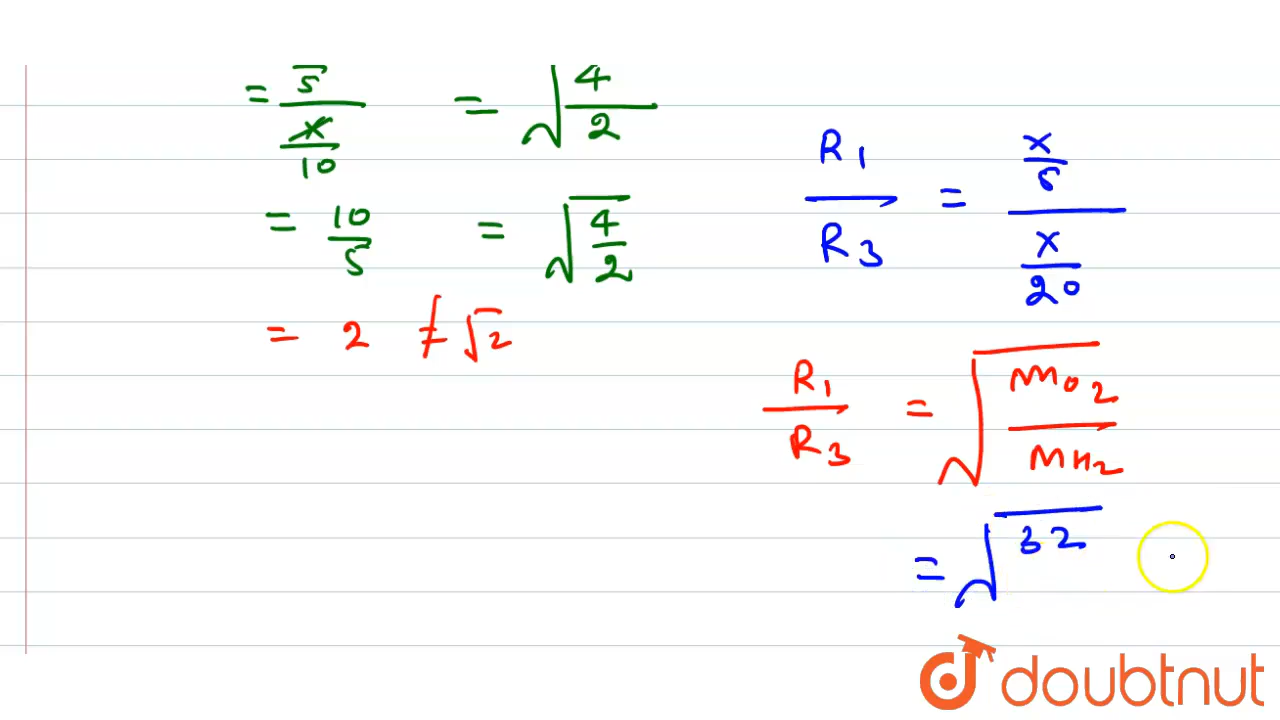 = 5/(x/10) = √(4/2)
= 10/5 = √(4/2)
= 2 ≠ √2
R1/R3 = (x/5)/(x/20)
R1/R3 = √(MO2/MH2)
= √32
doubtnut